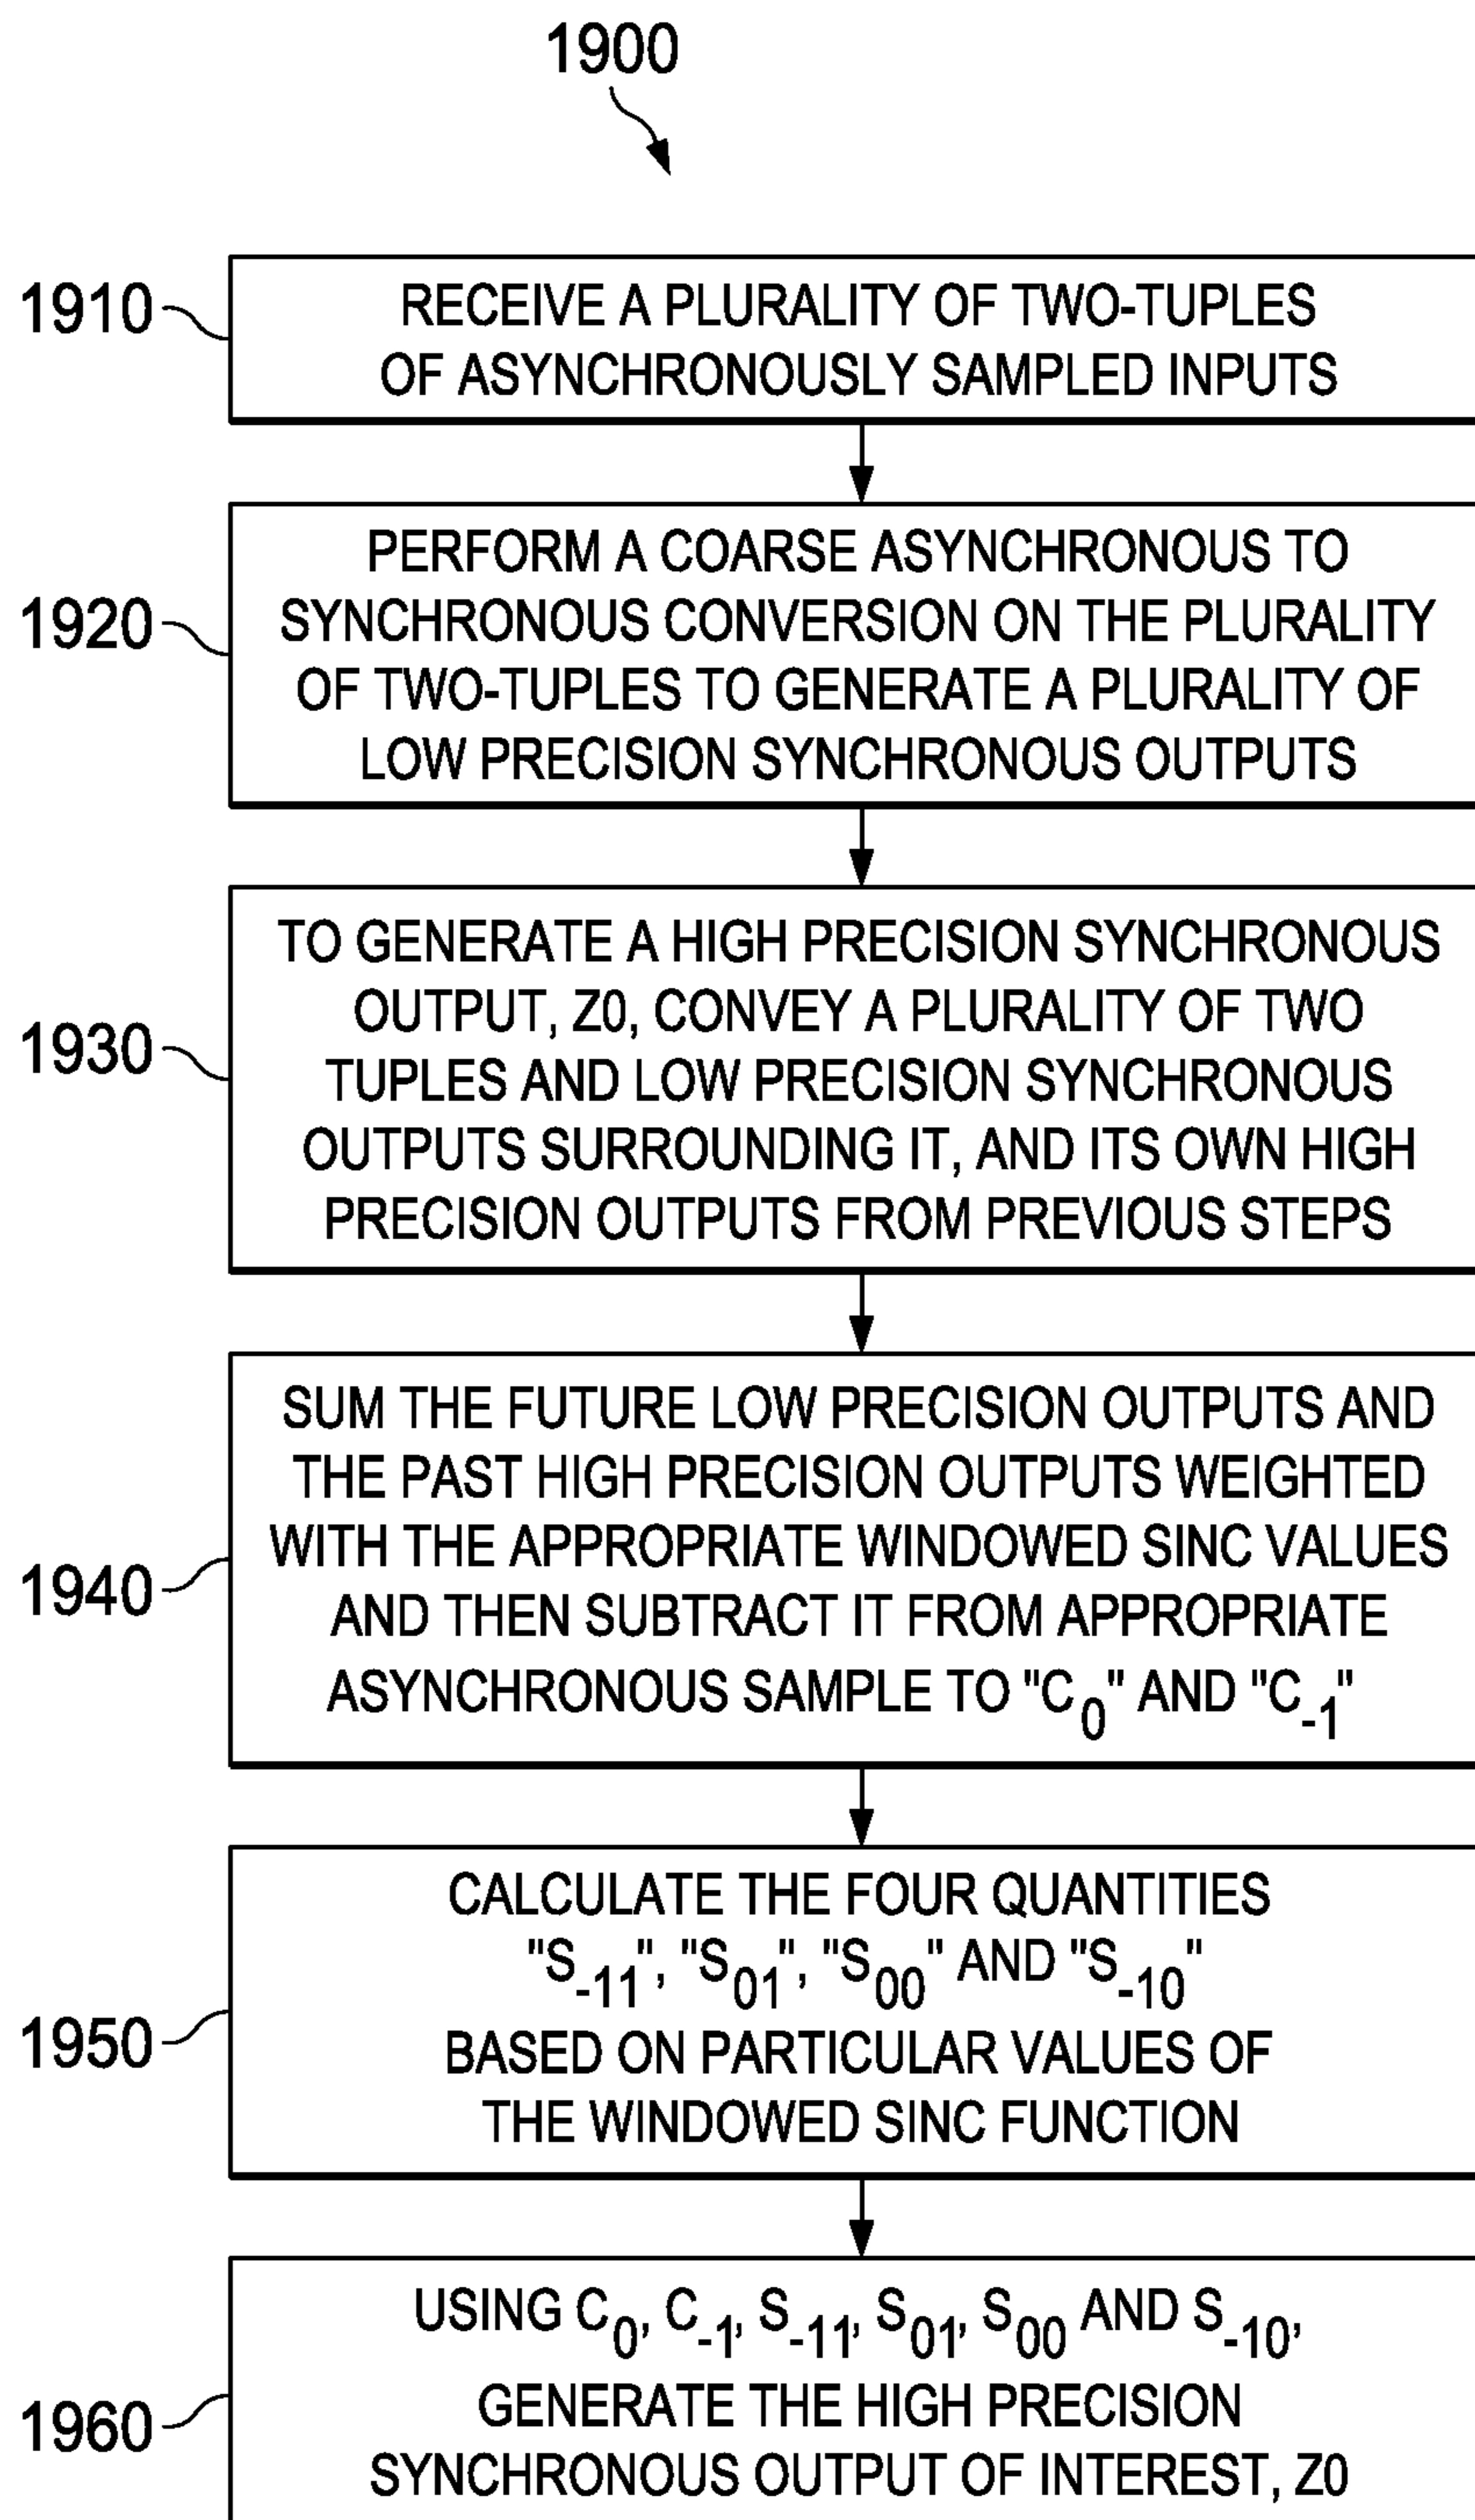 1900
1910
RECEIVE A PLURALITY OF TWO-TUPLES
OF ASYNCHRONOUSLY SAMPLED INPUTS
1920
PERFORM A COARSE ASYNCHRONOUS TO
SYNCHRONOUS CONVERSION ON THE PLURALITY
OF TWO-TUPLES TO GENERATE A PLURALITY OF
LOW PRECISION SYNCHRONOUS OUTPUTS
1930
TO GENERATE A HIGH PRECISION SYNCHRONOUS
OUTPUT, Z0, CONVEY A PLURALITY OF TWO
TUPLES AND LOW PRECISION SYNCHRONOUS
OUTPUTS SURROUNDING IT, AND ITS OWN HIGH
PRECISION OUTPUTS FROM PREVIOUS STEPS
1940
SUM THE FUTURE LOW PRECISION OUTPUTS AND
THE PAST HIGH PRECISION OUTPUTS WEIGHTED
WITH THE APPROPRIATE WINDOWED SINC VALUES
AND THEN SUBTRACT IT FROM APPROPRIATE
ASYNCHRONOUS SAMPLE TO "C0" AND "C-1"
1950
CALCULATE THE FOUR QUANTITIES
"S-11", "S01", "S00" AND "S-10"
BASED ON PARTICULAR VALUES OF
THE WINDOWED SINC FUNCTION
1960
USING C0, C-1, S-11, S01, S00 AND S-10,
GENERATE THE HIGH PRECISION
SYNCHRONOUS OUTPUT OF INTEREST, Z0